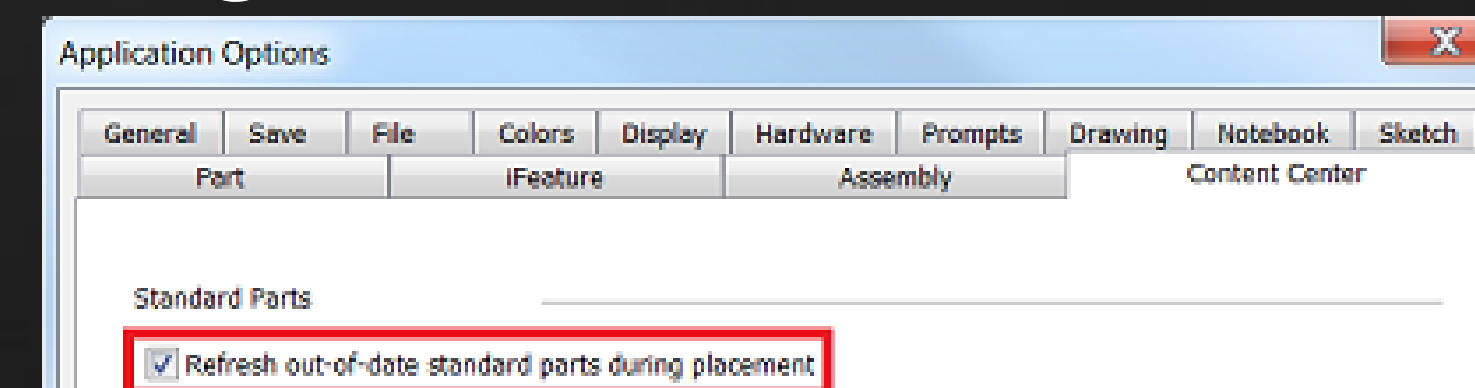 Application Options
General Save File Colors Display Hardware Prompts Drawing Notebook Sketch
Part iFeature Assembly Content Center
Standard Parts
Refresh out-of-date standard parts during placement